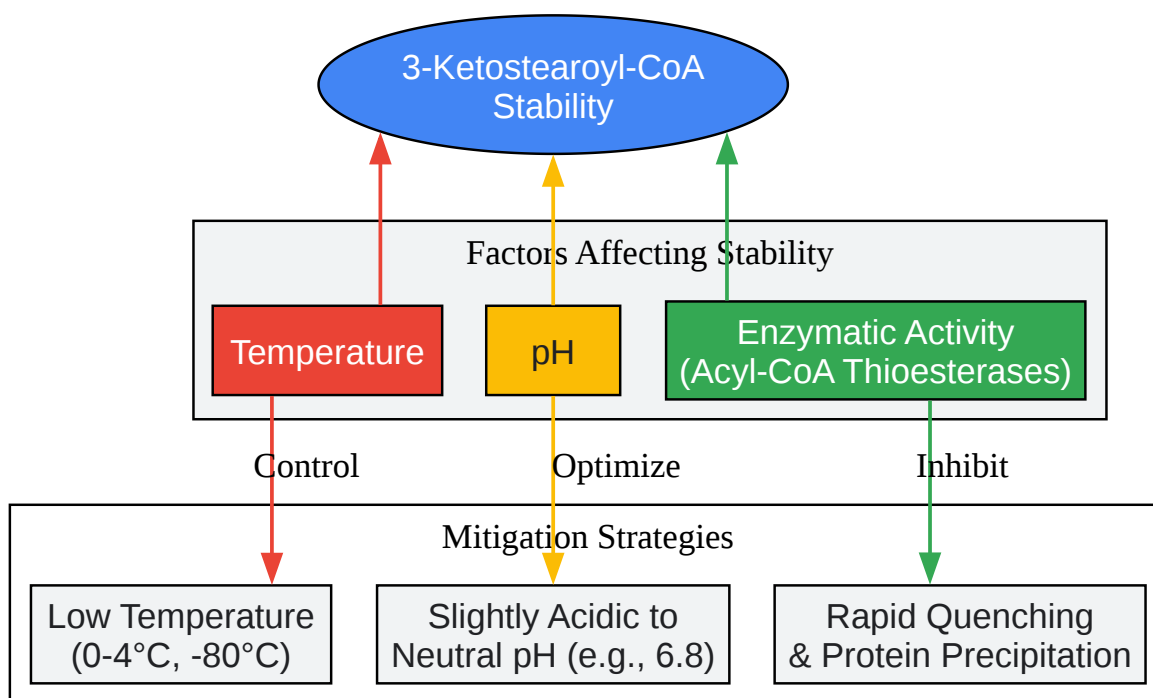 3-Ketostearoyl-CoA
Stability
Factors Affecting Stability
Temperature
pH
Enzymatic Activity
(Acyl-CoA Thioesterases)
Control
Optimize
Inhibit
Mitigation Strategies
Low Temperature
(0-4°C, -80°C)
Slightly Acidic to
Neutral pH (e.g., 6.8)
Rapid Quenching
& Protein Precipitation